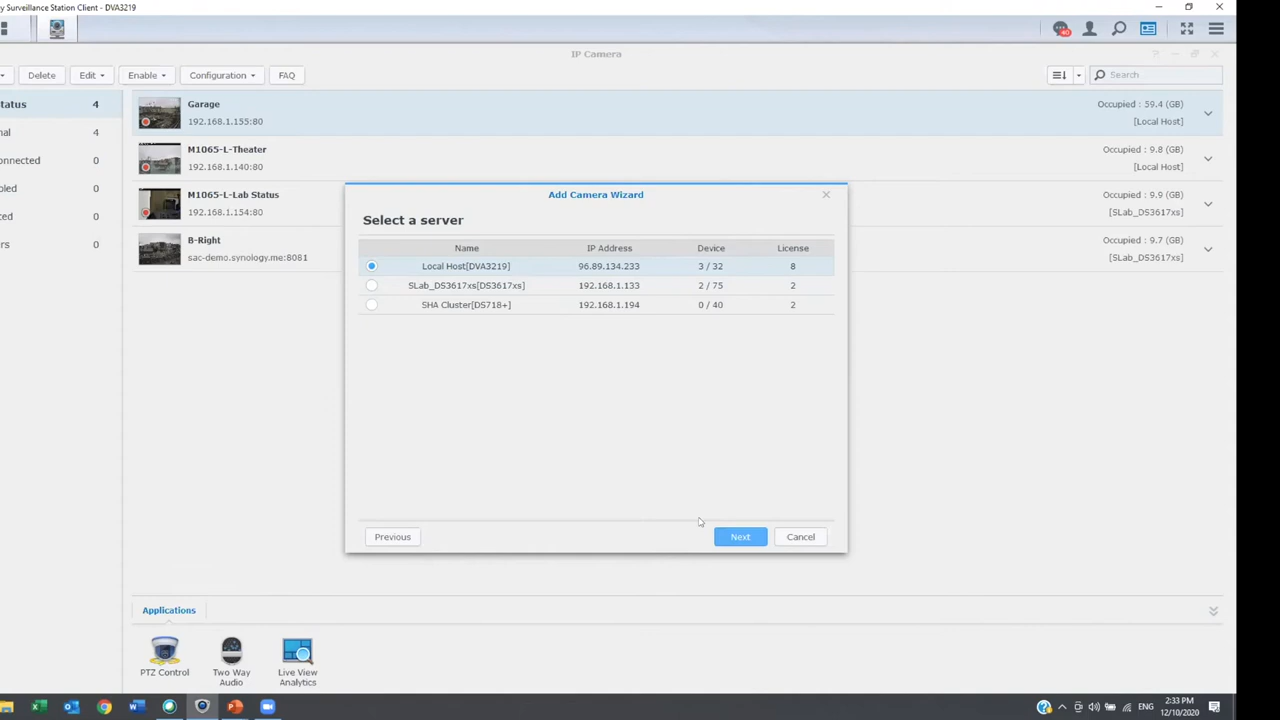 y Surveillance Station Client - DVA3219
40
IP Camera
Delete Edit Enable Configuration FAQ Search
tatus 4
nal 4
onnected 0
bled 0
cted 0
rs 0
Garage
192.168.1.155:80
Occupied : 59.4 (GB)
[Local Host]
M1065-L-Theater
192.168.1.140:80
Occupied : 9.8 (GB)
[Local Host]
M1065-L-Lab Status
192.168.1.154:80
Occupied : 9.9 (GB)
[SLab_DS3617xs]
B-Right
sac-demo.synology.me:8081
Occupied : 9.7 (GB)
[SLab_DS3617xs]
Add Camera Wizard
Select a server
Name IP Address Device License
Local Host[DVA3219] 96.89.134.233 3 / 32 8
SLab_DS3617xs[DS3617xs] 192.168.1.133 2 / 75 2
SHA Cluster[DS718+] 192.168.1.194 0 / 40 2
Previous Next Cancel
Applications
PTZ Control
Two Way
Audio
Live View
Analytics
ENG
2:33 PM
12/10/2020